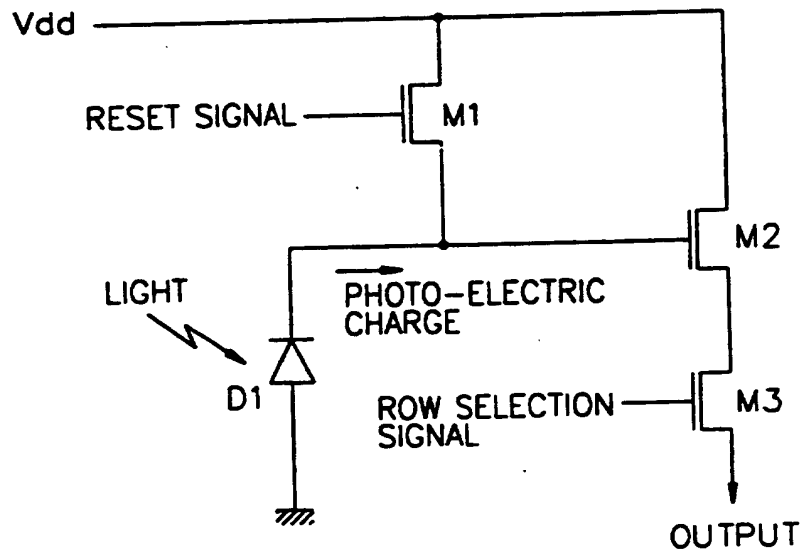 Vdd
RESET SIGNAL
M1
M2
LIGHT
PHOTO-ELECTRIC
CHARGE
D1
ROW SELECTION
SIGNAL
M3
OUTPUT